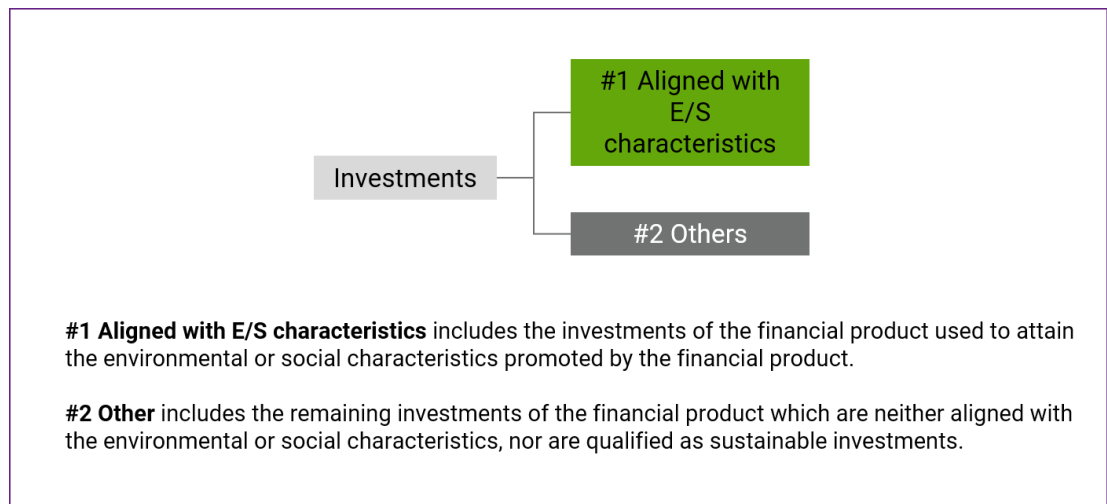 #1 Aligned with
E/S
characteristics
Investments
#2 Others
#1 Aligned with E/S characteristics includes the investments of the financial product used to attain
the environmental or social characteristics promoted by the financial product.
#2 Other includes the remaining investments of the financial product which are neither aligned with
the environmental or social characteristics, nor are qualified as sustainable investments.